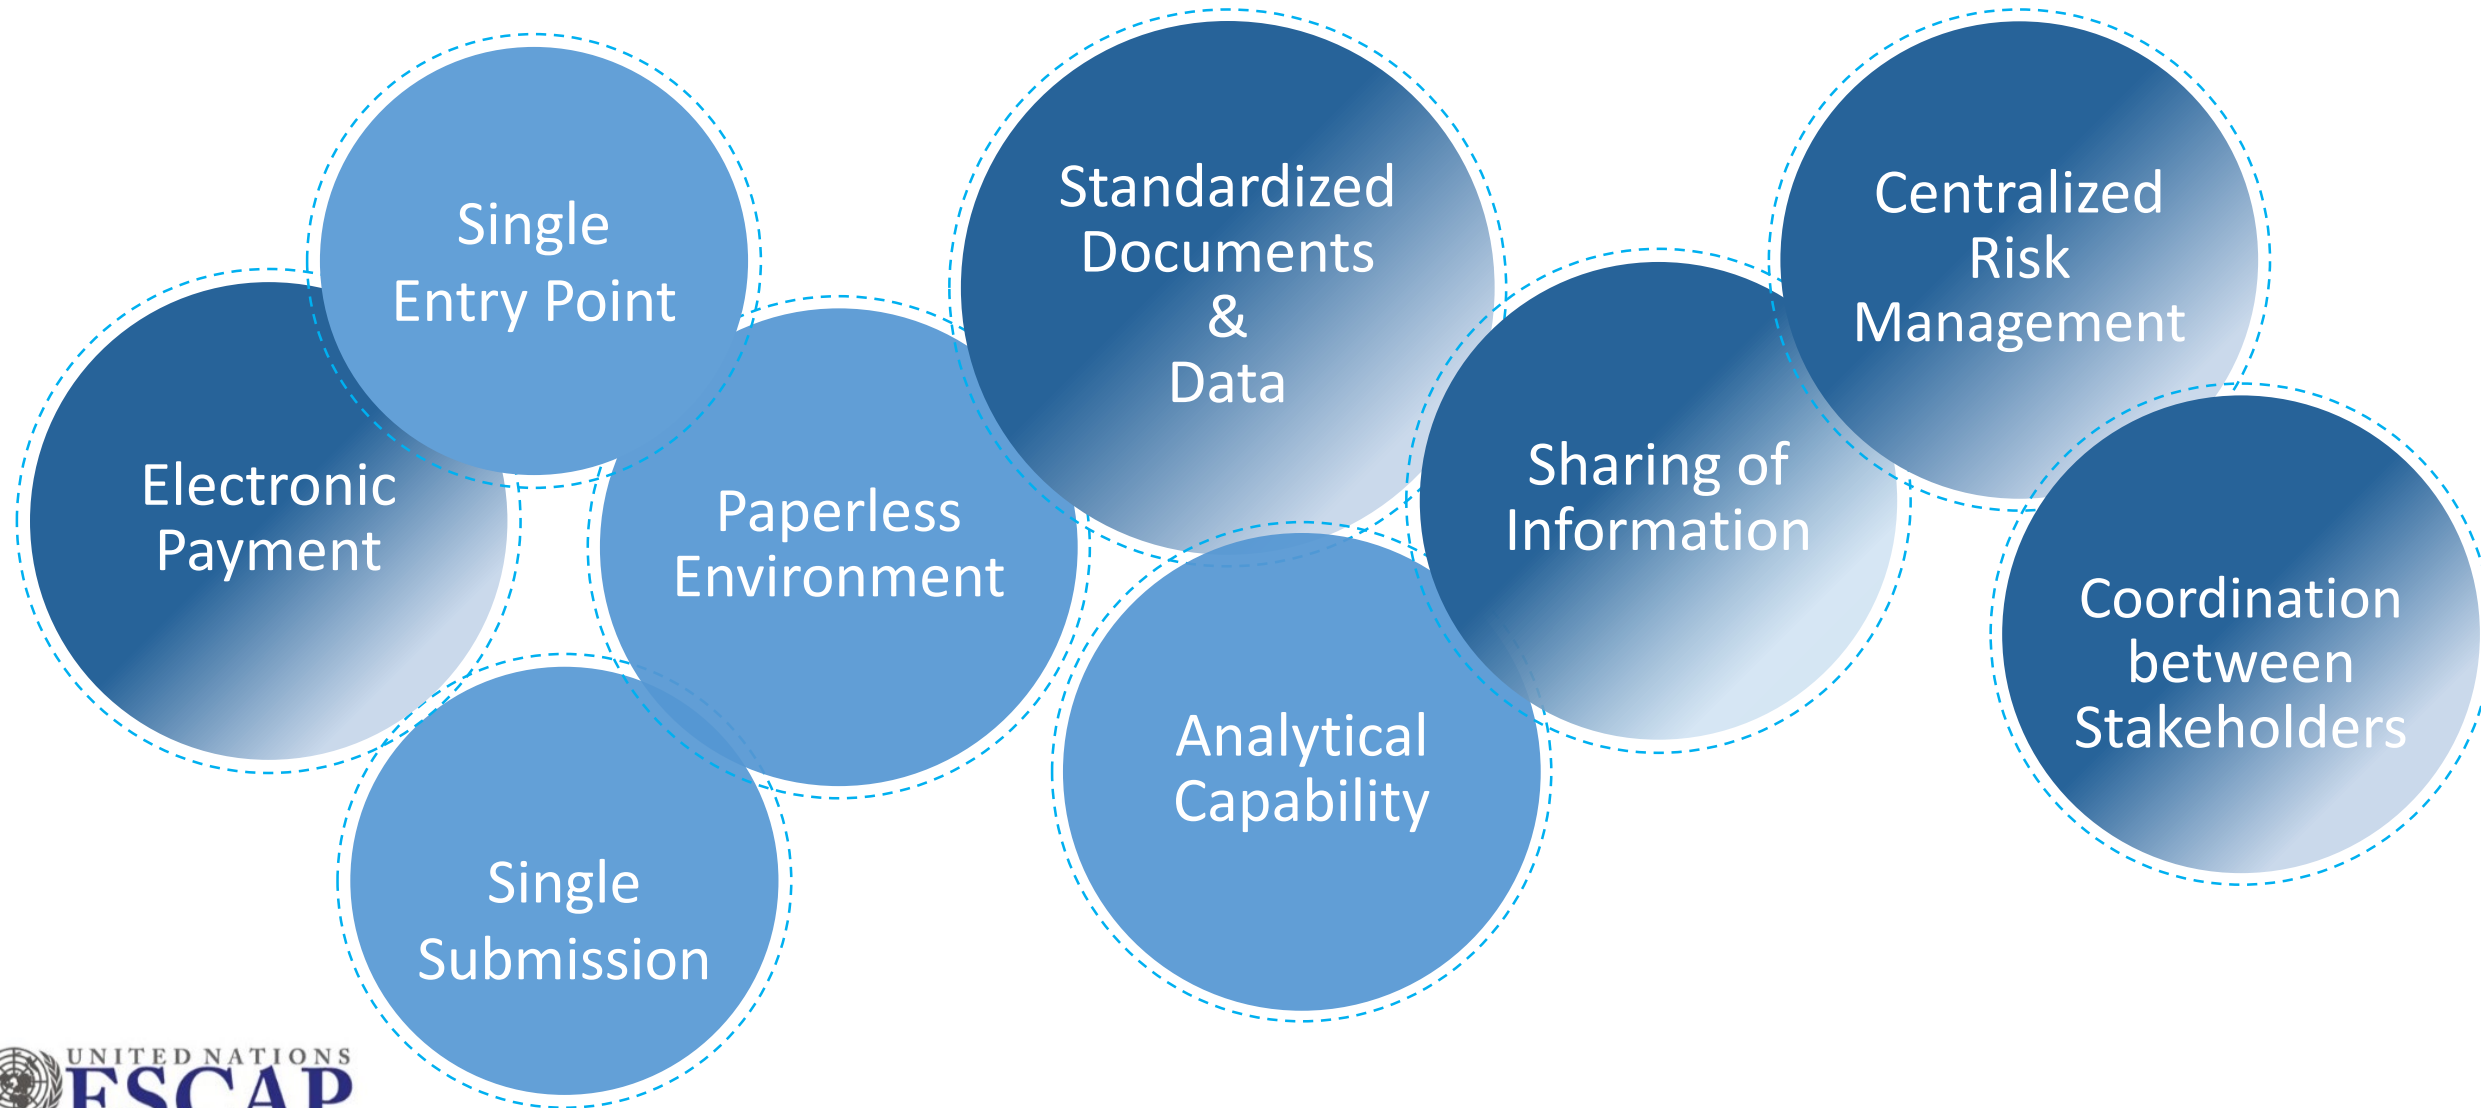 Single
Entry Point
Electronic
Payment
Paperless
Environment
Single
Submission
Standardized
Documents
&
Data
Analytical
Capability
Sharing of
Information
Centralized
Risk
Management
Coordination
between
Stakeholders
UNITED NATIONS
ESCAP